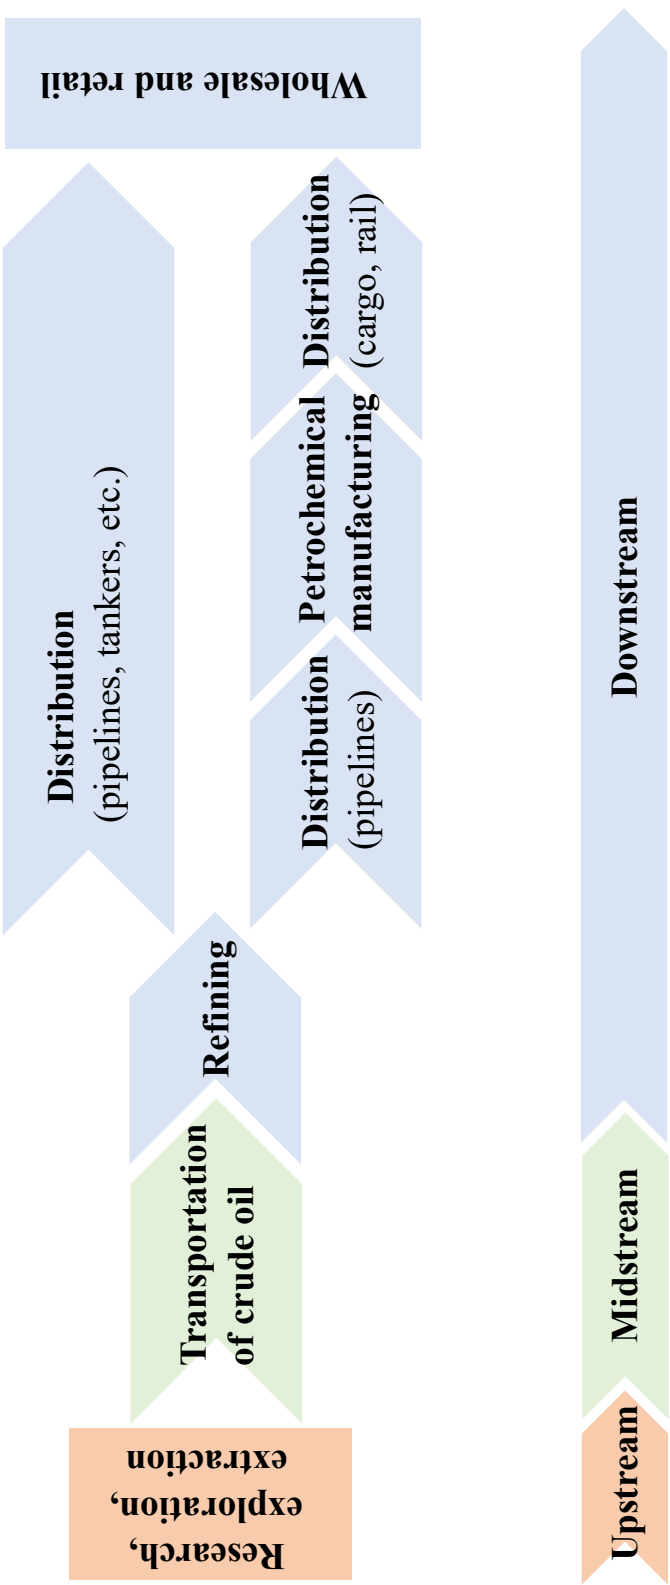 Research,
exploration,
extraction
Transportation
of crude oil
Refining
Distribution
(pipelines, tankers, etc.)
Distribution
(pipelines)
Petrochemical
manufacturing
Distribution
(cargo, rail)
Wholesale and retail
Upstream
Midstream
Downstream